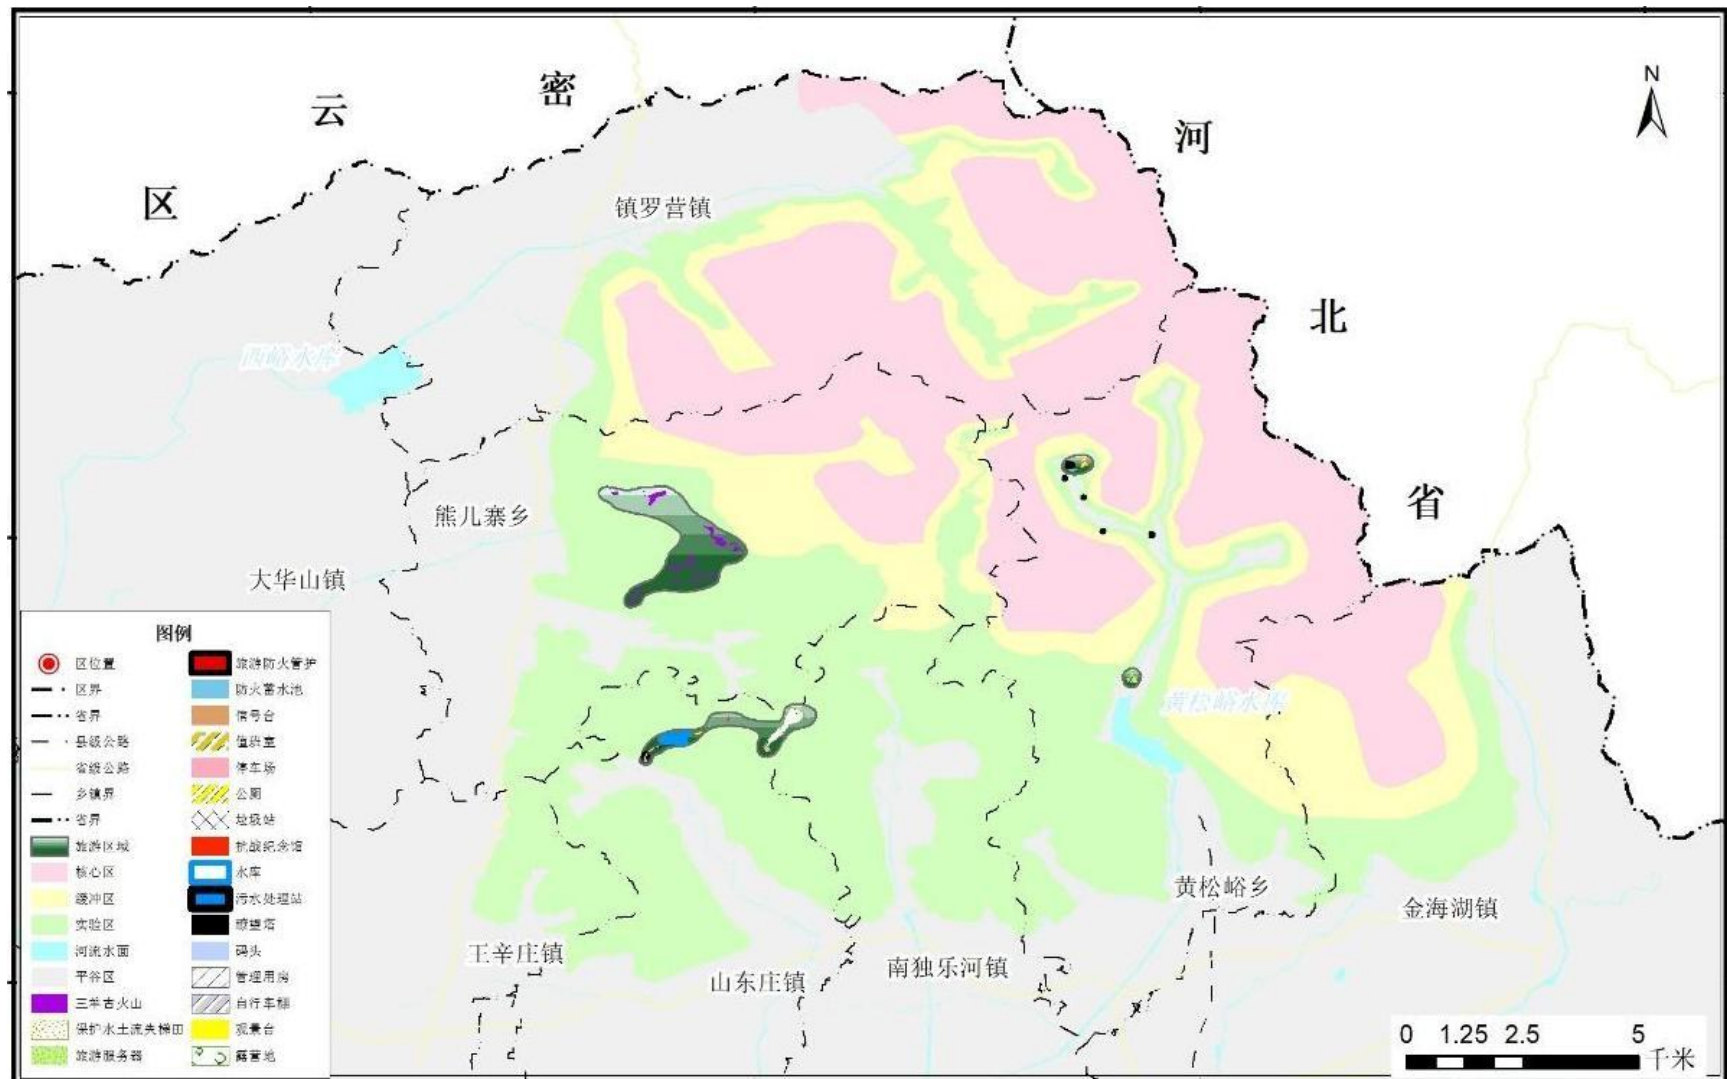 N
云
密
区
河
北
省
镇罗营镇
西峪水库
熊儿寨乡
大华山镇
黄松峪水库
黄松峪乡
金海湖镇
王辛庄镇
山东庄镇
南独乐河镇
图例
区位置
区界
省界
县级公路
省级公路
乡镇界
省界
旅游区域
核心区
缓冲区
实验区
河流水面
平谷区
三羊古火山
保护水土流失梯田
旅游服务器
旅游防火管护
防火蓄水池
信号台
值班室
停车场
公厕
垃圾站
抗战纪念馆
水库
污水处理站
瞭望塔
码头
管理用房
自行车棚
观景台
露营地
0 1.25 2.5 5
千米